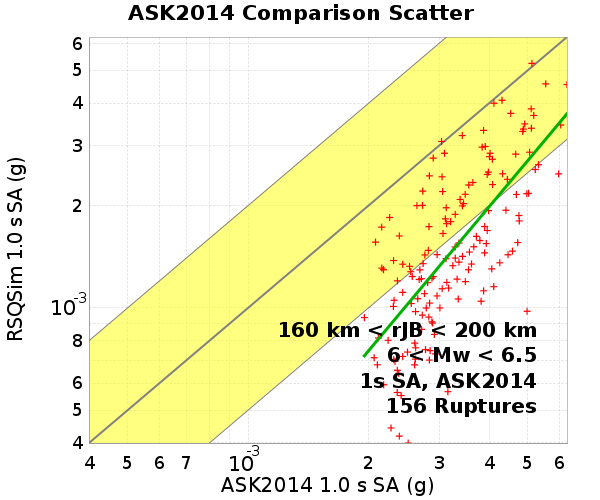 ASK2014 Comparison Scatter
RSQSim 1.0 s SA (g)
6
5
4
3
2
10-3
8
7
6
5
4
160 km < rJB < 200 km
6 < Mw < 6.5
1s SA, ASK2014
156 Ruptures
4 5 6 7 10-3 2 3 4 5 6
ASK2014 1.0 s SA (g)